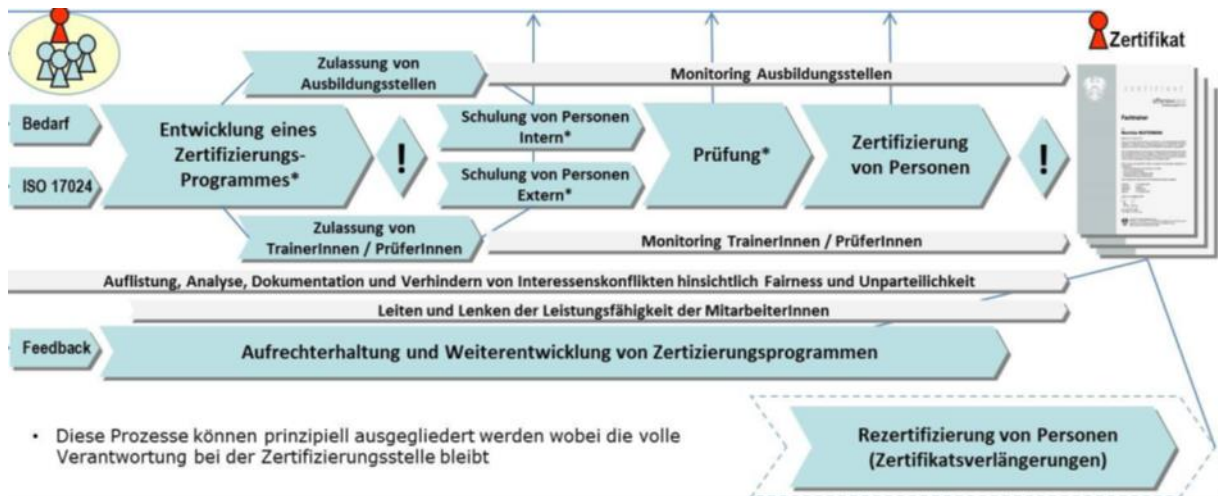 Zertifikat
Zulassung von
Ausbildungsstellen
Monitoring Ausbildungsstellen
Bedarf
ISO 17024
Entwicklung eines
Zertifizierungs-
Programmes*
!
Schulung von Personen
Intern*
Schulung von Personen
Extern*
Prüfung*
Zertifizierung
von Personen
!
Zulassung von
TrainerInnen / PrüferInnen
Monitoring TrainerInnen / PrüferInnen
Auflistung, Analyse, Dokumentation und Verhindern von Interessenskonflikten hinsichtlich Fairness und Unparteilichkeit
Leiten und Lenken der Leistungsfähigkeit der MitarbeiterInnen
Feedback
Aufrechterhaltung und Weiterentwicklung von Zertizierungsprogrammen
• Diese Prozesse können prinzipiell ausgegliedert werden wobei die volle
Verantwortung bei der Zertifizierungsstelle bleibt
Rezertifizierung von Personen
(Zertifikatsverlängerungen)